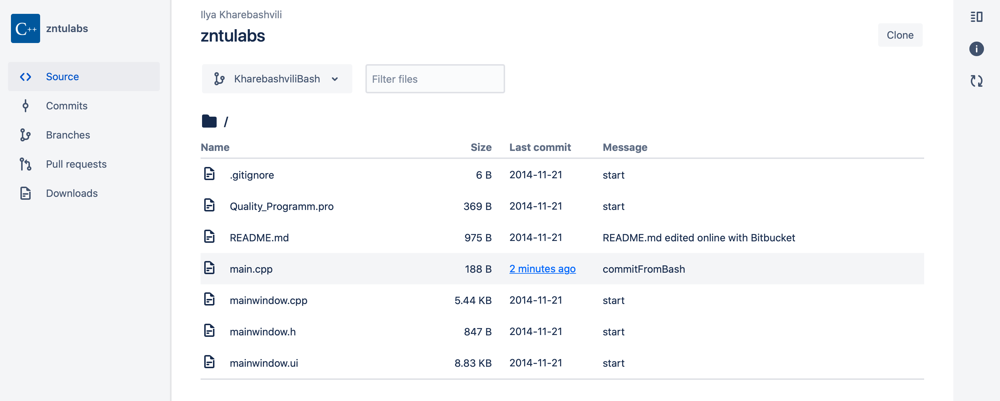 C++ zntulabs
Source
Commits
Branches
Pull requests
Downloads
Ilya Kharebashvili
zntulabs
Clone
KharebashviliBash
Filter files
/
Name Size Last commit Message
.gitignore 6 B 2014-11-21 start
Quality_Programm.pro 369 B 2014-11-21 start
README.md 975 B 2014-11-21 README.md edited online with Bitbucket
main.cpp 188 B 2 minutes ago commitFromBash
mainwindow.cpp 5.44 KB 2014-11-21 start
mainwindow.h 847 B 2014-11-21 start
mainwindow.ui 8.83 KB 2014-11-21 start